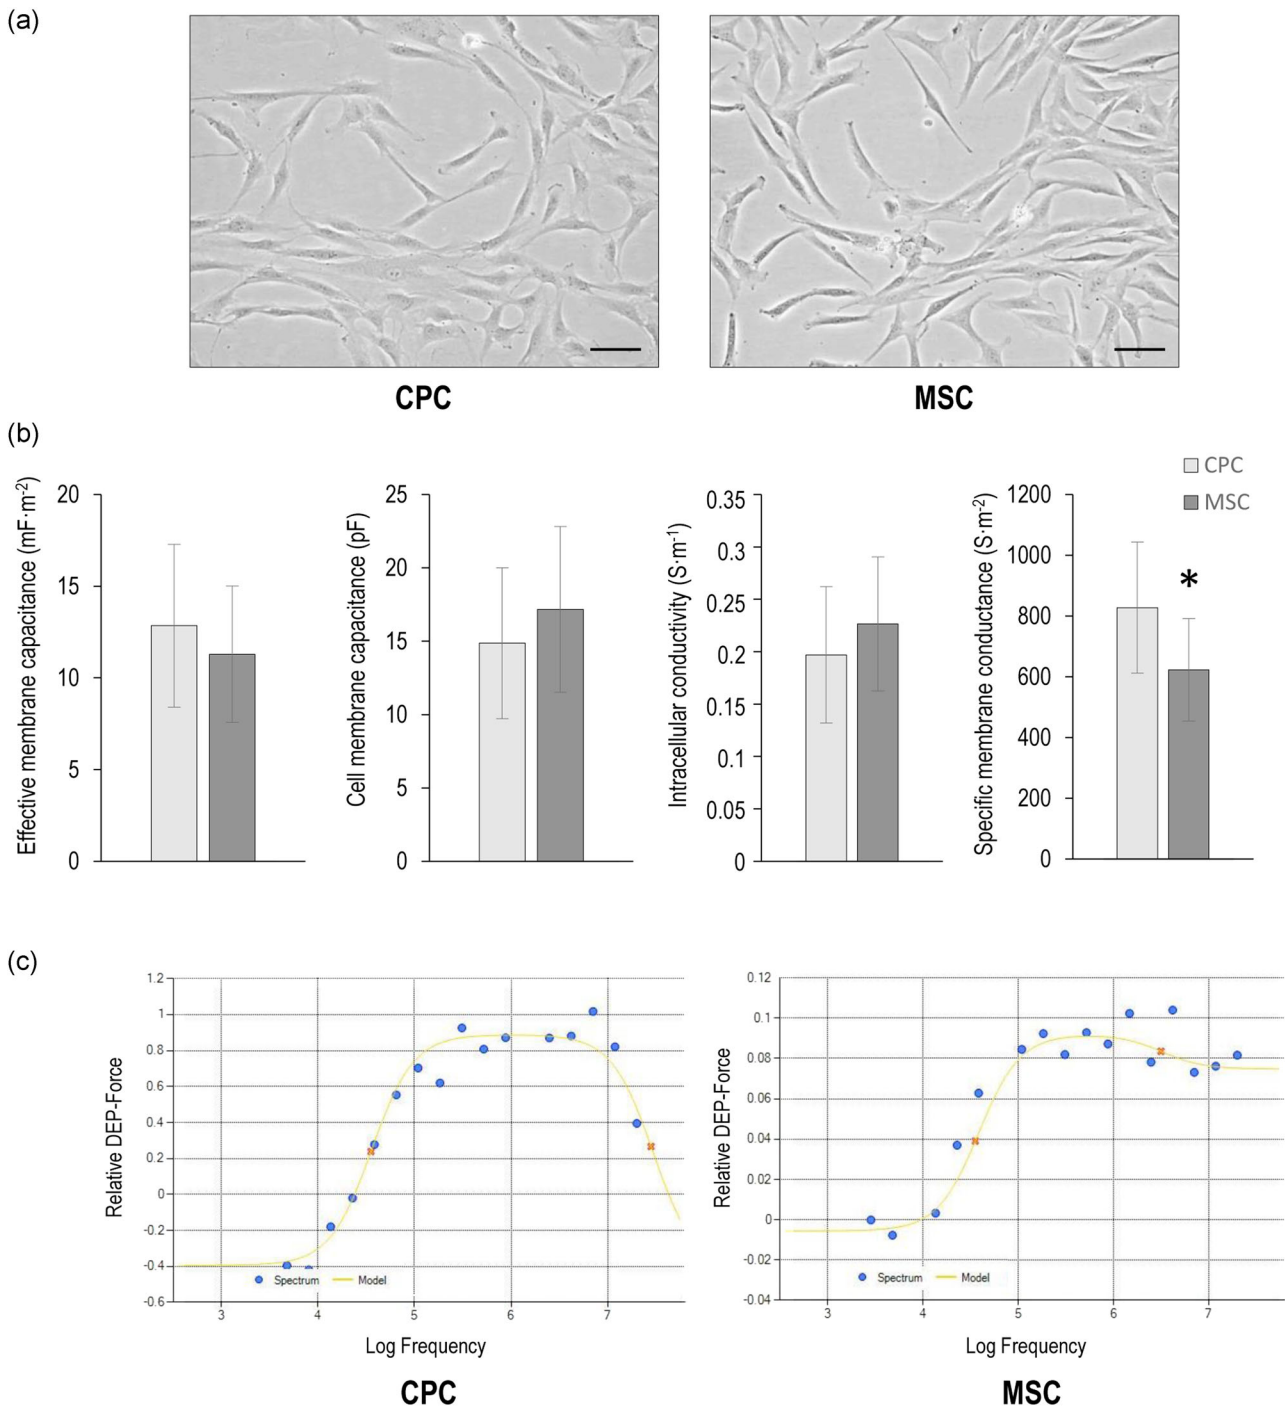 (a)
CPC
MSC
(b)
CPC
MSC
Effective membrane capacitance (mF·m-2)
20
15
10
5
0
Cell membrane capacitance (pF)
25
20
15
10
5
0
Intracellular conductivity (S·m-1)
0.35
0.3
0.25
0.2
0.15
0.1
0.05
0
Specific membrane conductance (S·m-2)
1200
1000
800
600
400
200
0
*
(c)
Relative DEP-Force
1.2
1
0.8
0.6
0.4
0.2
0
-0.2
-0.4
-0.6
Spectrum
Model
3 4 5 6 7
Log Frequency
CPC
Relative DEP-Force
0.12
0.1
0.08
0.06
0.04
0.02
0
-0.02
-0.04
Spectrum
Model
3 4 5 6 7
Log Frequency
MSC